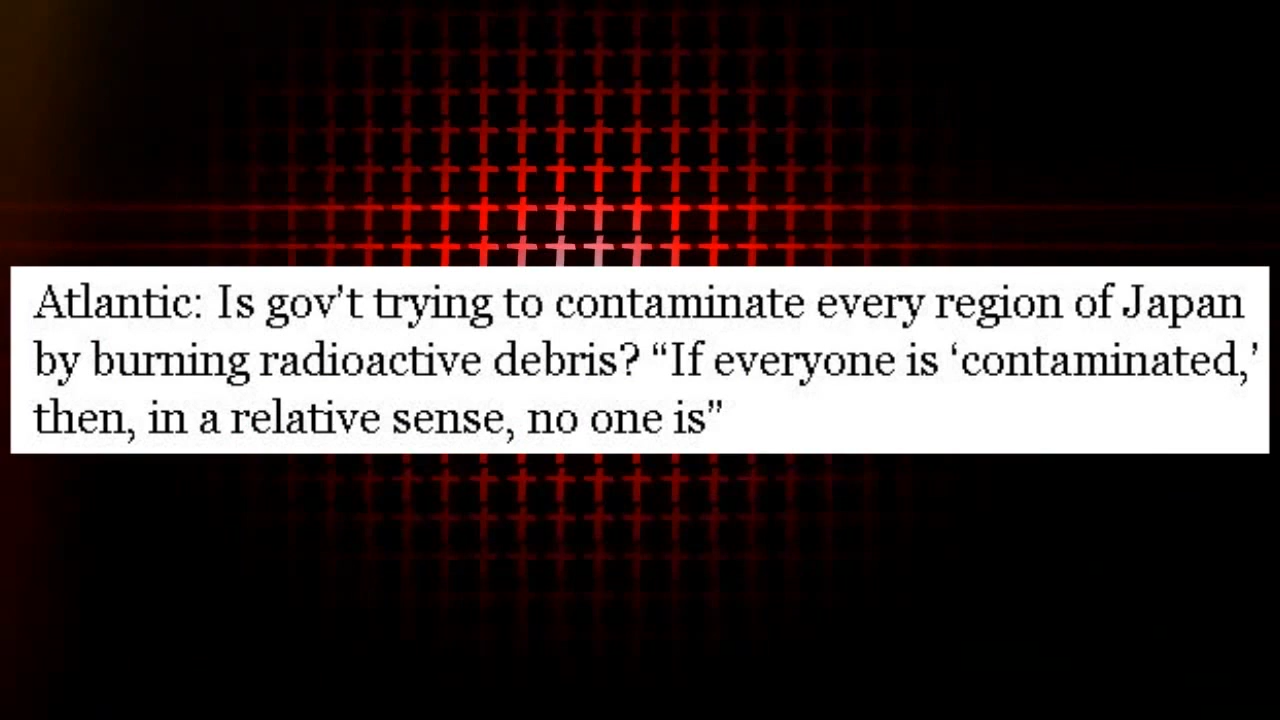 Atlantic: Is gov’t trying to contaminate every region of Japan
by burning radioactive debris? “If everyone is ‘contaminated,’
then, in a relative sense, no one is”